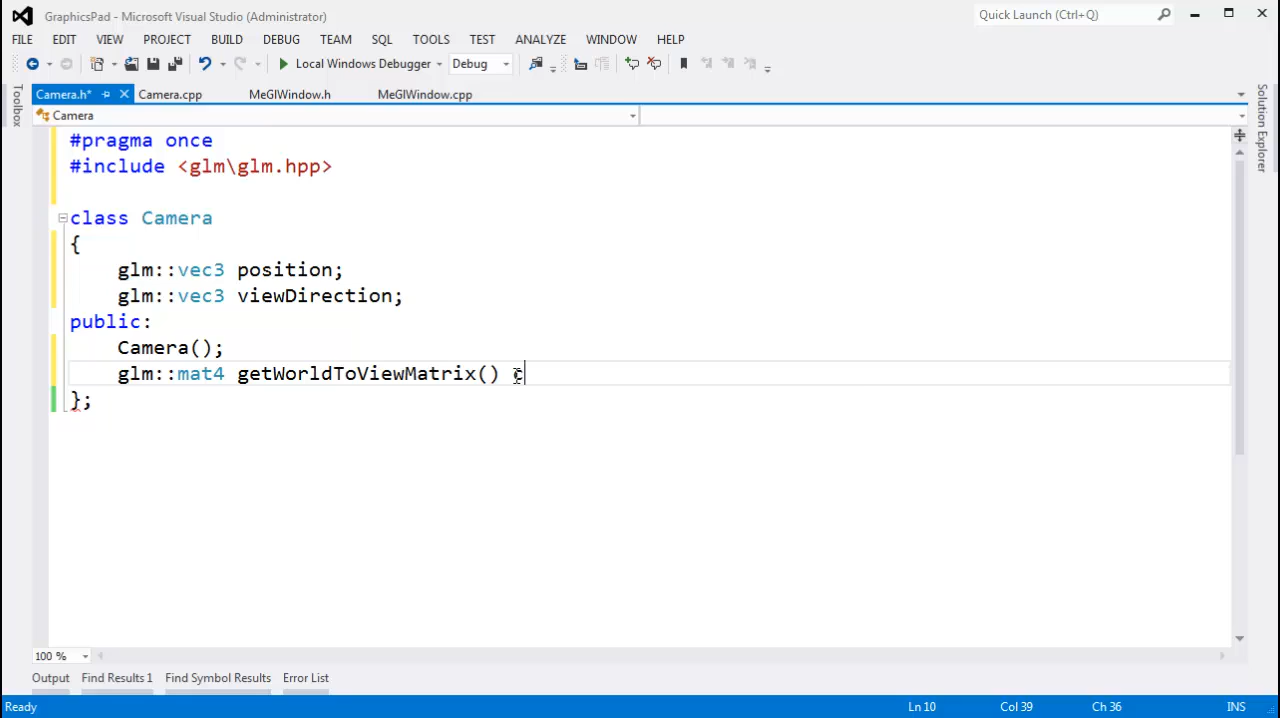 GraphicsPad - Microsoft Visual Studio (Administrator)
Quick Launch (Ctrl+Q)
FILE EDIT VIEW PROJECT BUILD DEBUG TEAM SQL TOOLS TEST ANALYZE WINDOW HELP
Local Windows Debugger Debug
Toolbox
Camera.h* Camera.cpp MeGlWindow.h MeGlWindow.cpp
Solution Explorer
Camera
#pragma once
#include <glm\glm.hpp>
class Camera
{
glm::vec3 position;
glm::vec3 viewDirection;
public:
Camera();
glm::mat4 getWorldToViewMatrix() c
};
100 %
Output Find Results 1 Find Symbol Results Error List
Ready Ln 10 Col 39 Ch 36 INS